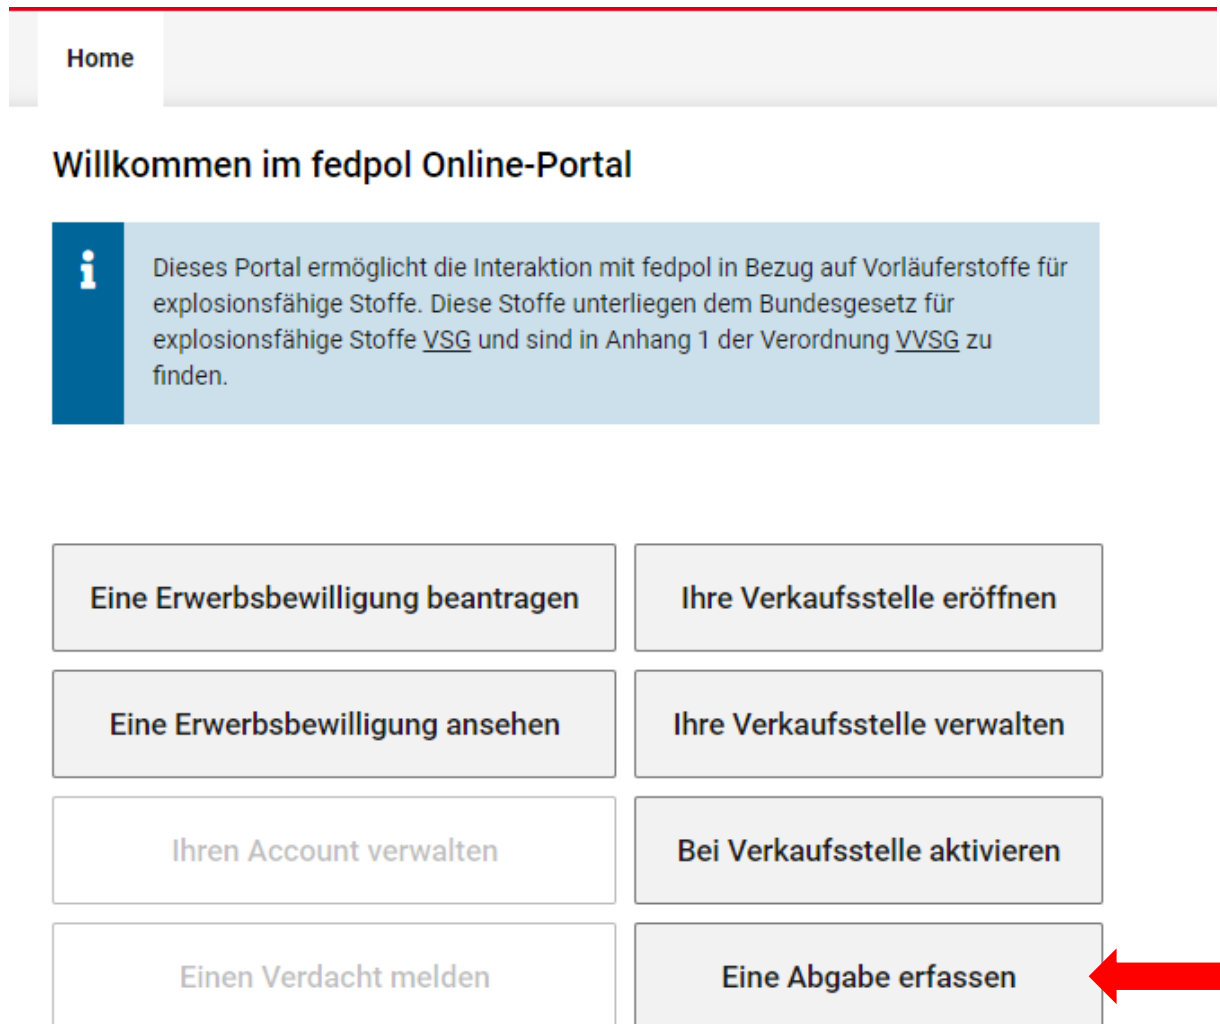 Home
Willkommen im fedpol Online-Portal
Dieses Portal ermöglicht die Interaktion mit fedpol in Bezug auf Vorläuferstoffe für
explosionsfähige Stoffe. Diese Stoffe unterliegen dem Bundesgesetz für
explosionsfähige Stoffe VSG und sind in Anhang 1 der Verordnung VVSG zu
finden.
Eine Erwerbsbewilligung beantragen
Ihre Verkaufsstelle eröffnen
Eine Erwerbsbewilligung ansehen
Ihre Verkaufsstelle verwalten
Ihren Account verwalten
Bei Verkaufsstelle aktivieren
Einen Verdacht melden
Eine Abgabe erfassen